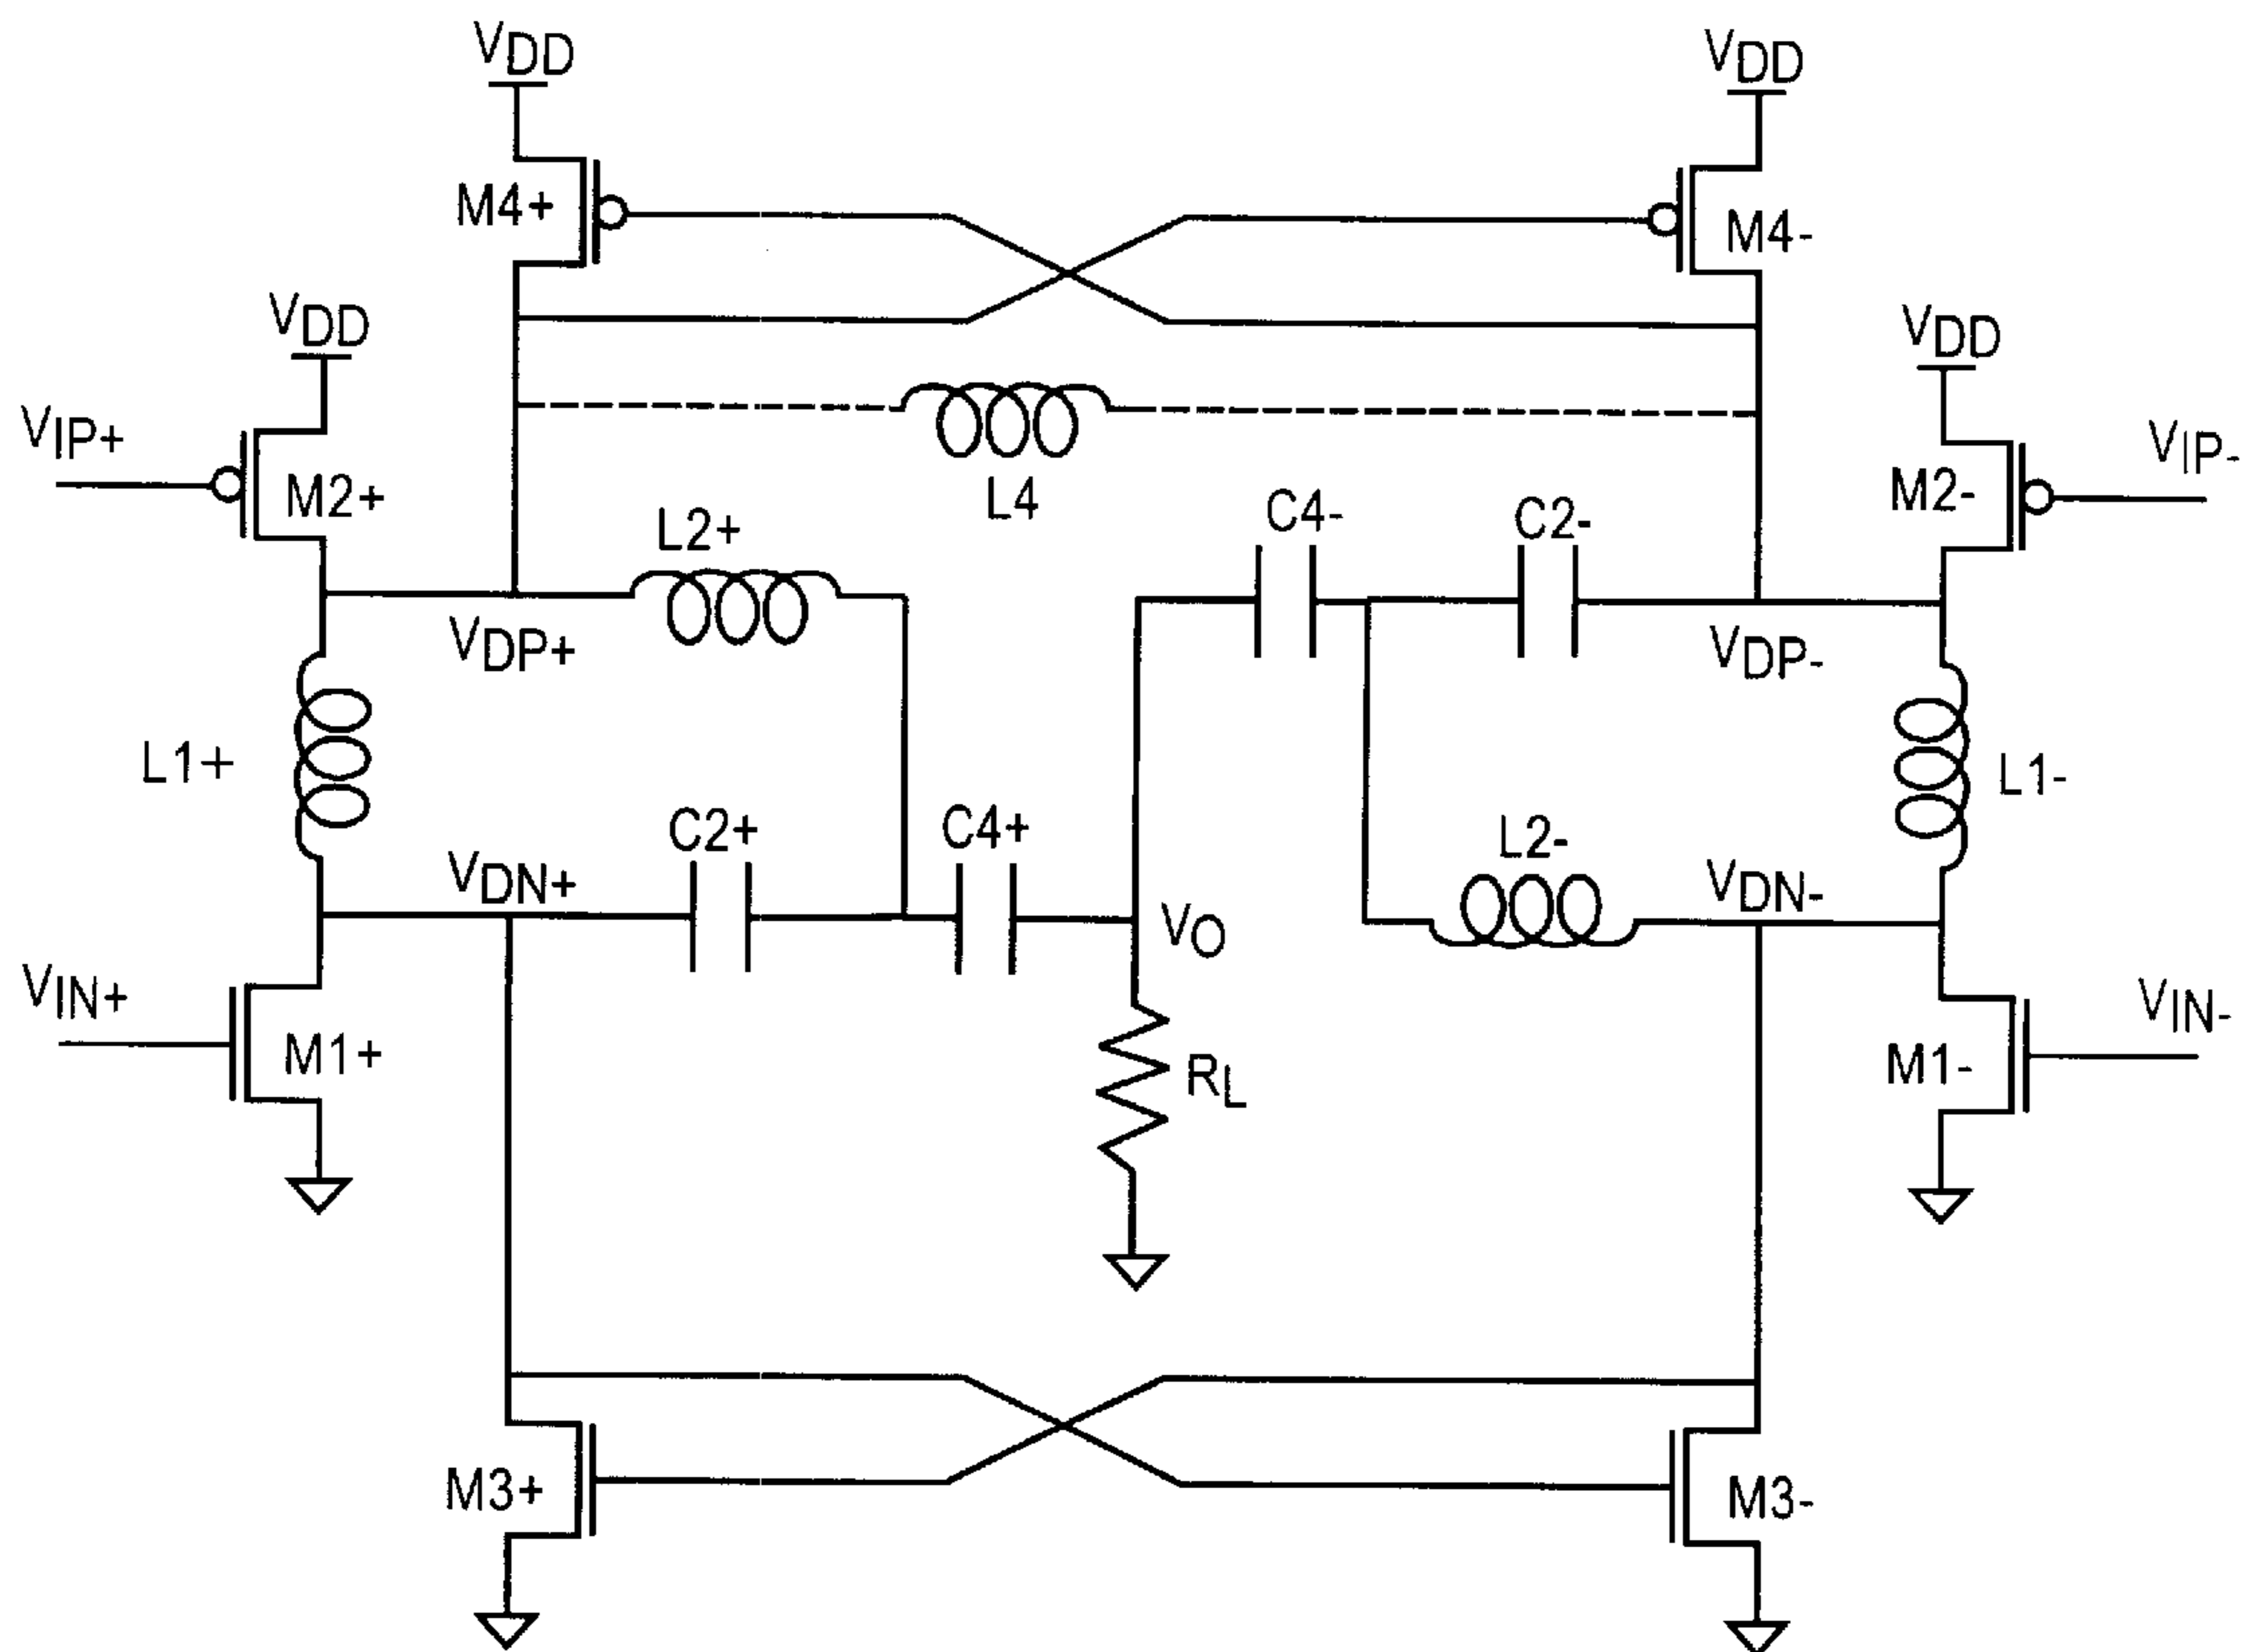 VDD
VDD
M4+
M4-
VDD
VDD
VIP+
M2+
L4
M2-
VIP-
L2+
C4-
C2-
VDP+
VDP-
L1+
L1-
C2+
C4+
L2-
VDN+
VDN-
VO
VIN+
M1+
RL
M1-
VIN-
M3+
M3-